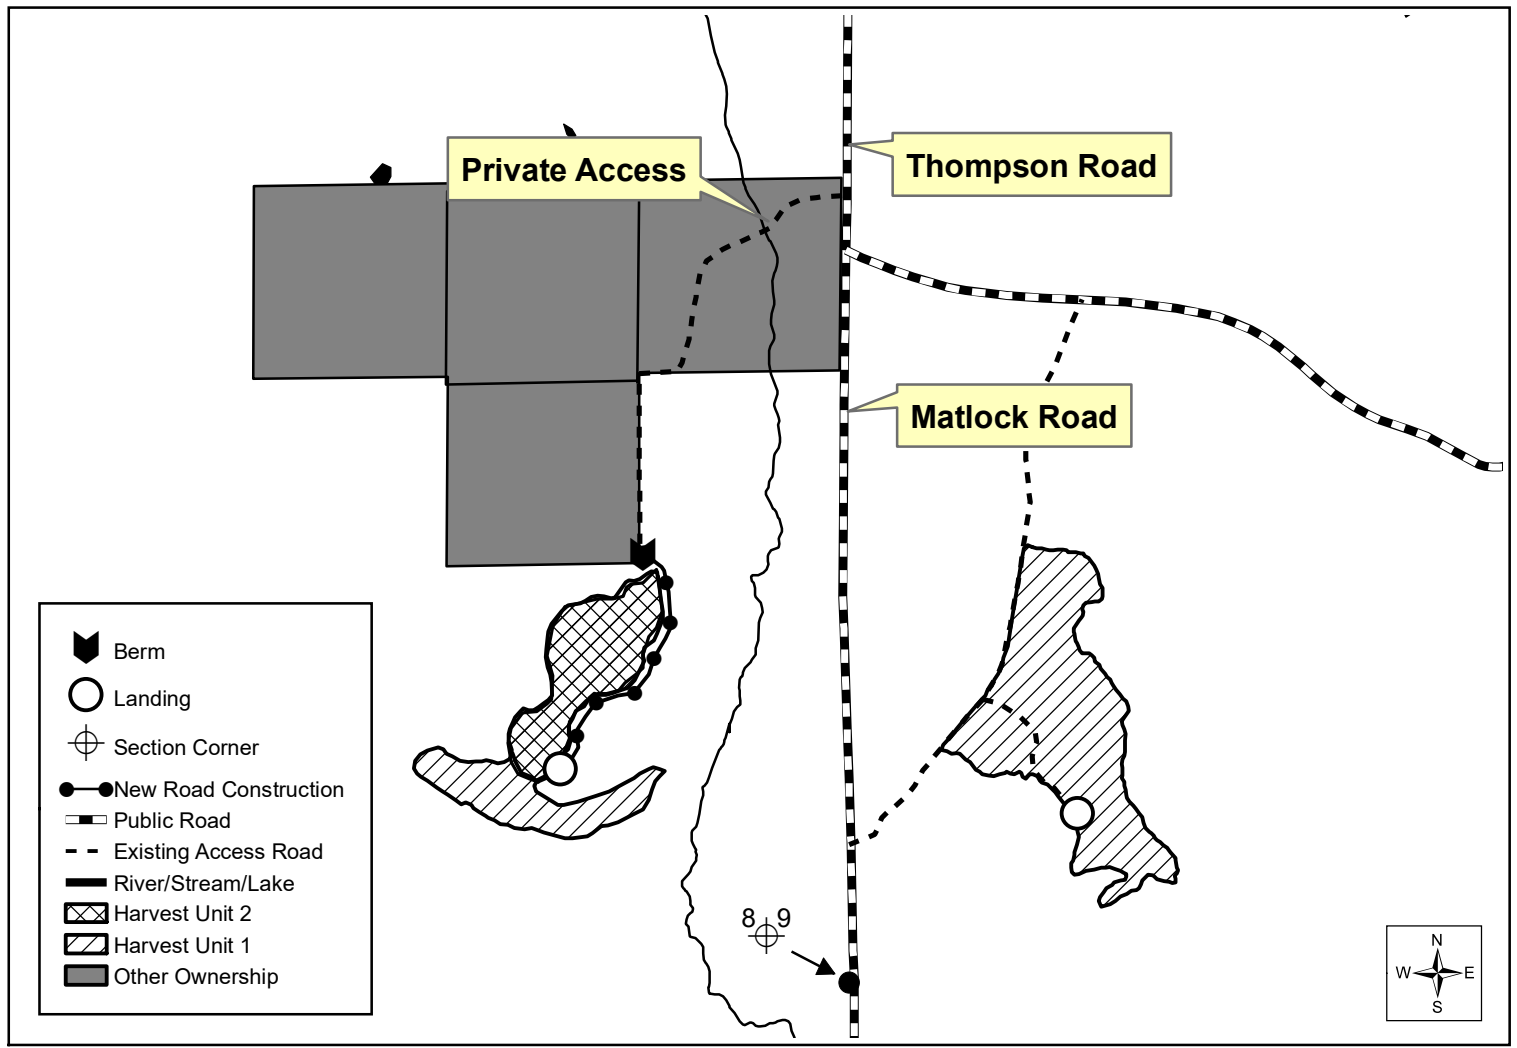 Private Access
Thompson Road
Matlock Road
Berm
Landing
Section Corner
New Road Construction
Public Road
Existing Access Road
River/Stream/Lake
Harvest Unit 2
Harvest Unit 1
Other Ownership
8 9
N
W E
S